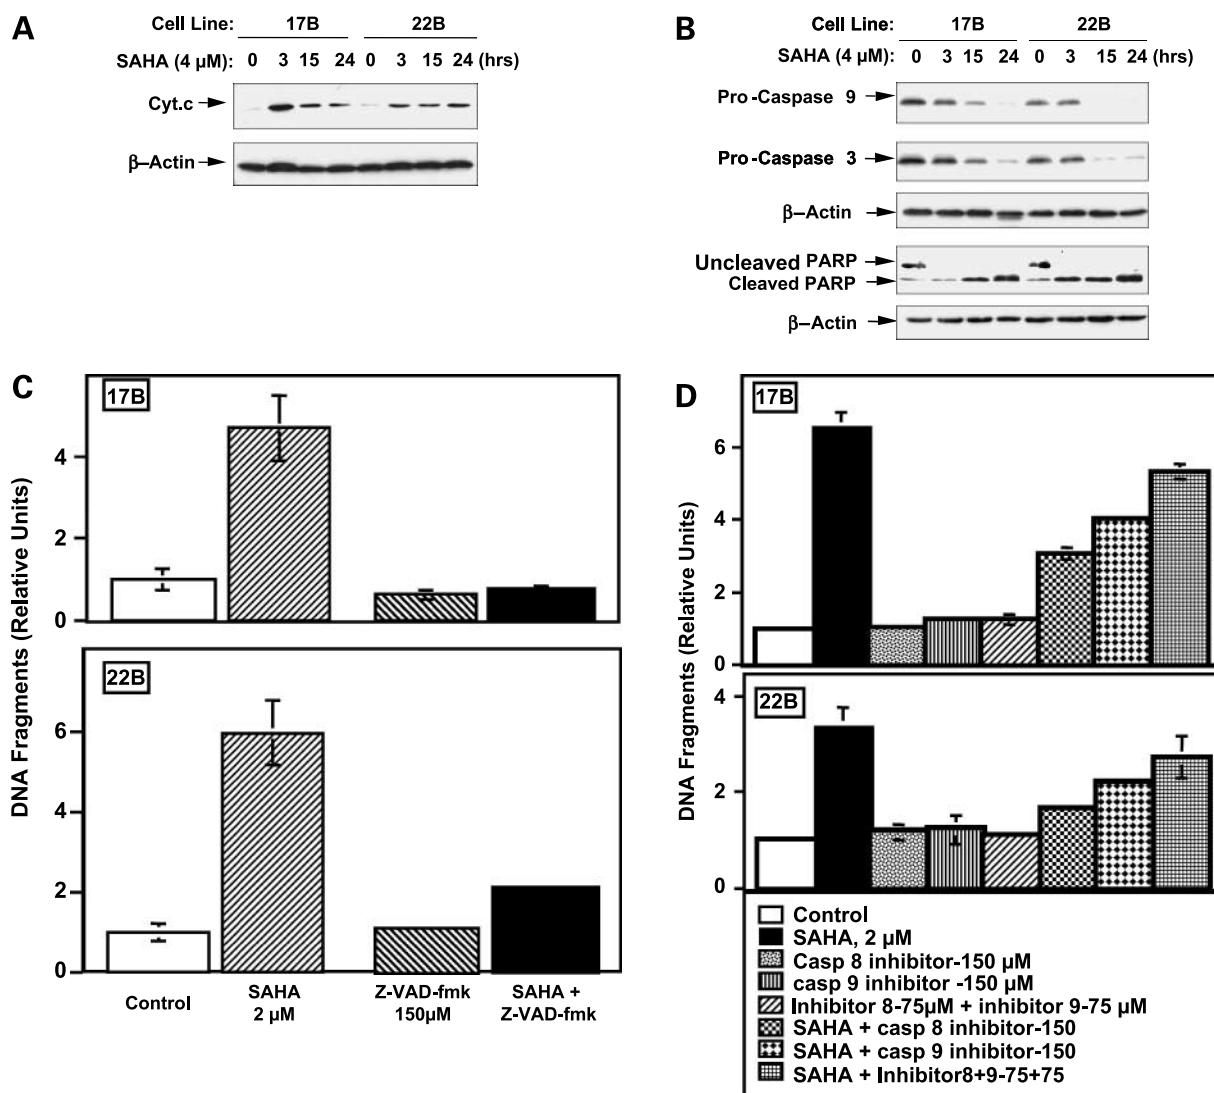 A
Cell Line: 17B 22B
SAHA (4 µM): 0 3 15 24 0 3 15 24 (hrs)
Cyt.c
β–Actin
B
Cell Line: 17B 22B
SAHA (4 µM): 0 3 15 24 0 3 15 24 (hrs)
Pro-Caspase 9
Pro-Caspase 3
β–Actin
Uncleaved PARP
Cleaved PARP
β–Actin
C
DNA Fragments (Relative Units)
17B
4
2
0
22B
6
4
2
0
Control
SAHA
2 µM
Z-VAD-fmk
150µM
SAHA +
Z-VAD-fmk
D
DNA Fragments (Relative Units)
17B
6
4
2
0
22B
4
2
0
Control
SAHA, 2 µM
Casp 8 inhibitor-150 µM
casp 9 inhibitor -150 µM
Inhibitor 8-75µM + inhibitor 9-75 µM
SAHA + casp 8 inhibitor-150
SAHA + casp 9 inhibitor-150
SAHA + Inhibitor8+9-75+75